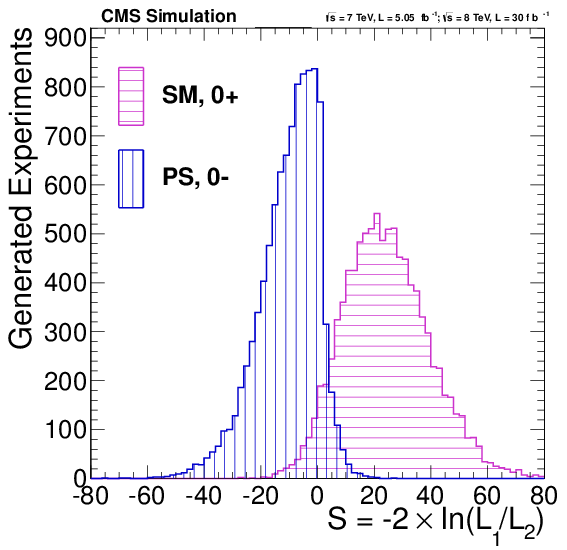 CMS Simulation
√s = 7 TeV, L = 5.05 fb⁻¹; √s = 8 TeV, L = 30 f b⁻¹
Generated Experiments
900
800
700
600
500
400
300
200
100
0
SM, 0+
PS, 0-
-80 -60 -40 -20 0 20 40 60 80
S = -2 × ln(L₁/L₂)